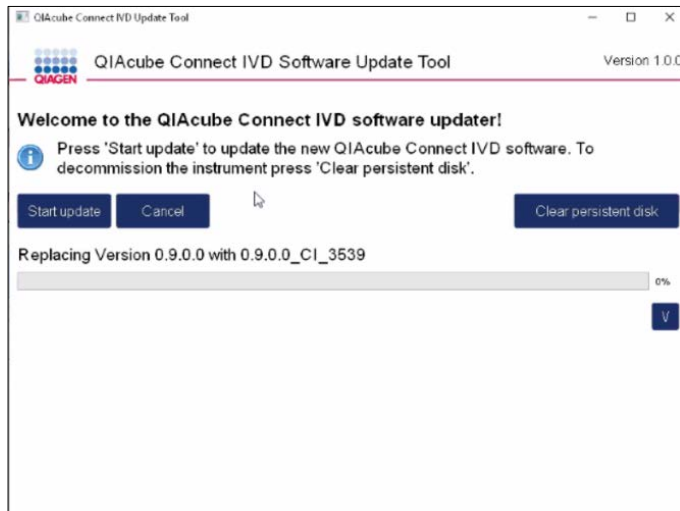 QIAcube Connect IVD Update Tool
QIAGEN
QIAcube Connect IVD Software Update Tool
Version 1.0.0
Welcome to the QIAcube Connect IVD software updater!
Press 'Start update' to update the new QIAcube Connect IVD software. To
decommission the instrument press 'Clear persistent disk'.
Start update
Cancel
Clear persistent disk
Replacing Version 0.9.0.0 with 0.9.0.0_CI_3539
0%
V